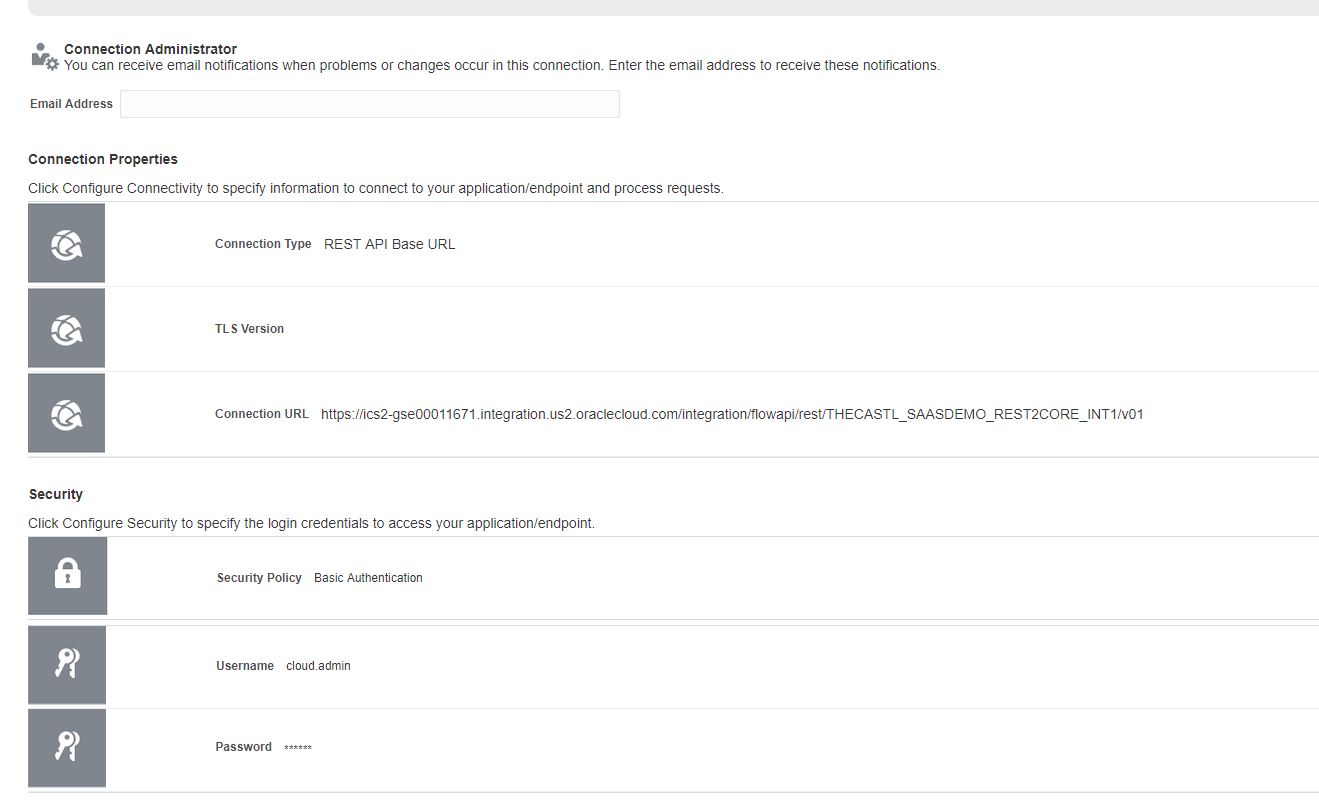 Connection Administrator
You can receive email notifications when problems or changes occur in this connection. Enter the email address to receive these notifications.
Email Address
Connection Properties
Click Configure Connectivity to specify information to connect to your application/endpoint and process requests.
Connection Type REST API Base URL
TLS Version
Connection URL https://ics2-gse00011671.integration.us2.oraclecloud.com/integration/flowapi/rest/THECASTL_SAASDEMO_REST2CORE_INT1/v01
Security
Click Configure Security to specify the login credentials to access your application/endpoint.
Security Policy Basic Authentication
Username cloud.admin
Password ******